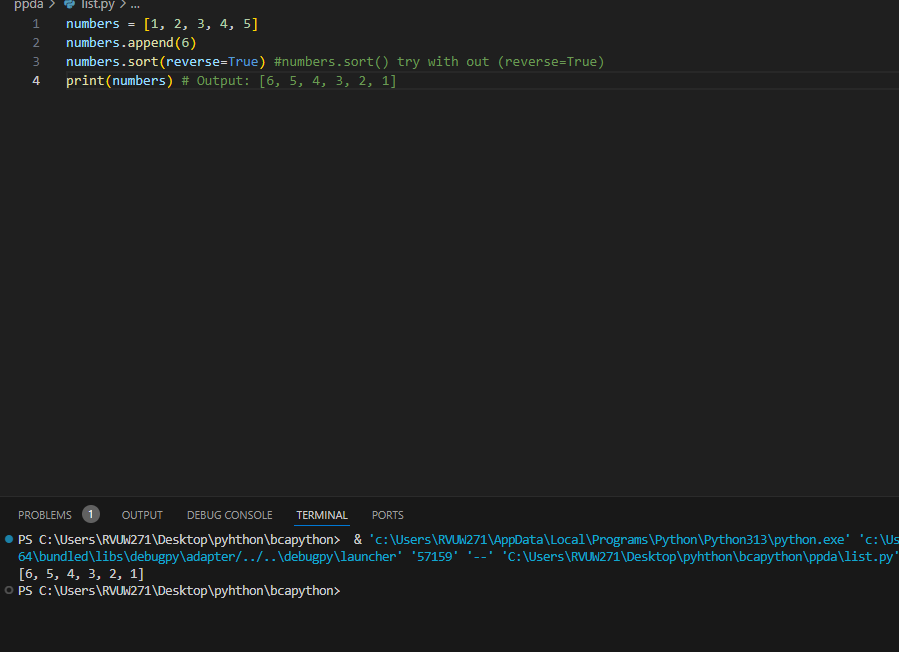 ppda > list.py > ...
1 numbers = [1, 2, 3, 4, 5]
2 numbers.append(6)
3 numbers.sort(reverse=True) #numbers.sort() try with out (reverse=True)
4 print(numbers) # Output: [6, 5, 4, 3, 2, 1]
PROBLEMS 1 OUTPUT DEBUG CONSOLE TERMINAL PORTS
PS C:\Users\RVUW271\Desktop\pyhthon\bcapython> & 'c:\Users\RVUW271\AppData\Local\Programs\Python\Python313\python.exe' 'c:\Us
64\bundled\libs\debugpy\adapter/../..\debugpy\launcher' '57159' '--' 'C:\Users\RVUW271\Desktop\pyhthon\bcapython\ppda\list.py'
[6, 5, 4, 3, 2, 1]
PS C:\Users\RVUW271\Desktop\pyhthon\bcapython>